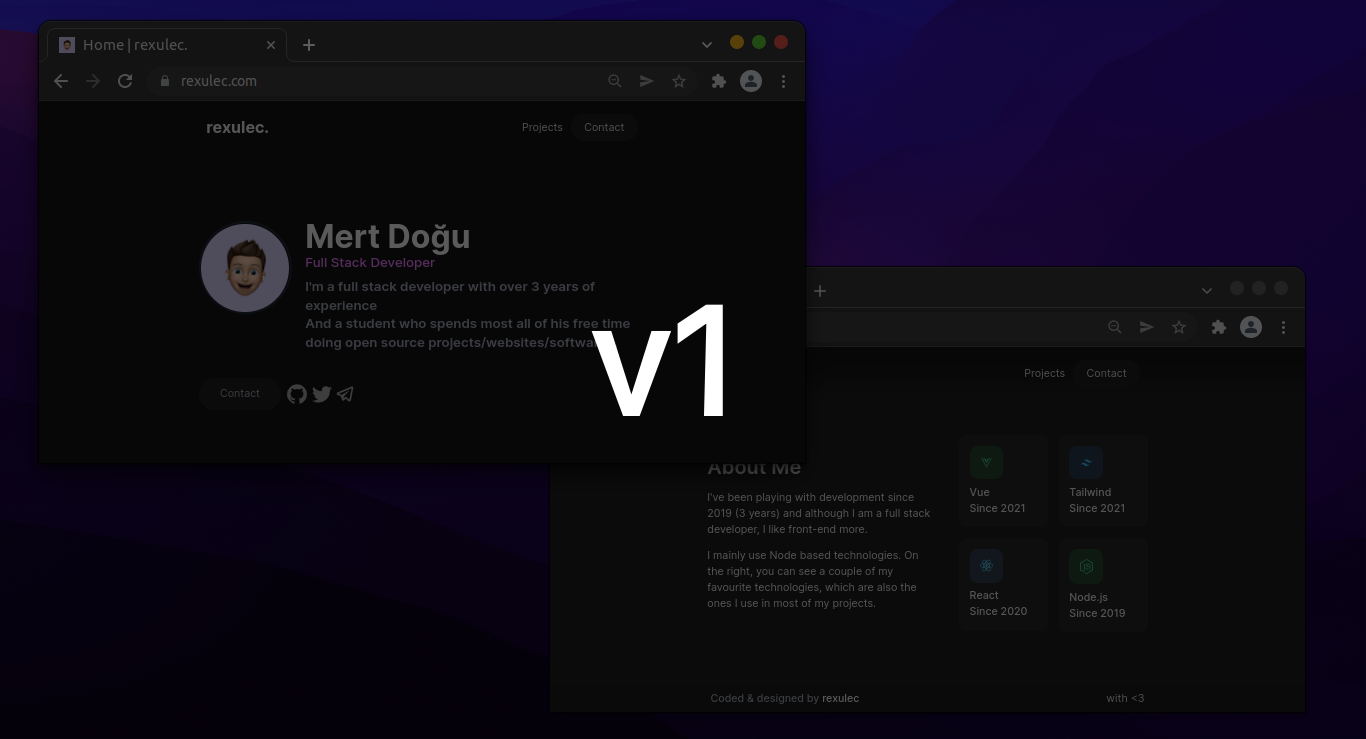 Home | rexulec.
rexulec.com
rexulec.
Projects
Contact
Mert Doğu
Full Stack Developer
I'm a full stack developer with over 3 years of
experience
And a student who spends most all of his free time
doing open source projects/websites/softwa
Contact
v1
Projects
Contact
About Me
I've been playing with development since
2019 (3 years) and although I am a full stack
developer, I like front-end more.
I mainly use Node based technologies. On
the right, you can see a couple of my
favourite technologies, which are also the
ones I use in most of my projects.
Vue
Since 2021
Tailwind
Since 2021
React
Since 2020
Node.js
Since 2019
Coded & designed by rexulec
with <3